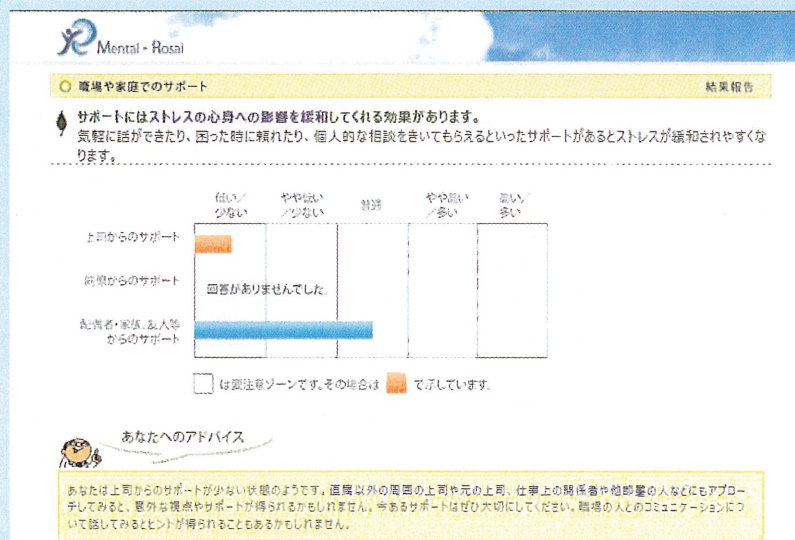 Mental - Rosai
職場や家庭でのサポート
結果報告
サポートにはストレスの心身への影響を緩和してくれる効果があります。
気軽に話ができたり、困った時に頼れたり、個人的な相談をきいてもらえるといったサポートがあるとストレスが緩和されやすくな
ります。
低い／ やや低い 普通 やや高い 高い／
少ない ／少ない ／多い 多い
上司からのサポート
同僚からのサポート
回答がありませんでした
配偶者・家族、友人等
からのサポート
は要注意ゾーンです。その場合は で示しています。
あなたへのアドバイス
あなたは上司からのサポートが少ない状態のようです。直属以外の周囲の上司や元の上司、仕事上の関係者や他部署の人などにもアプロー
チしてみると、意外な視点やサポートが得られるかもしれません。今あるサポートはぜひ大切にしてください。職場の人とのコミュニケーションにつ
いて話してみるとヒントが得られることもあるかもしれません。